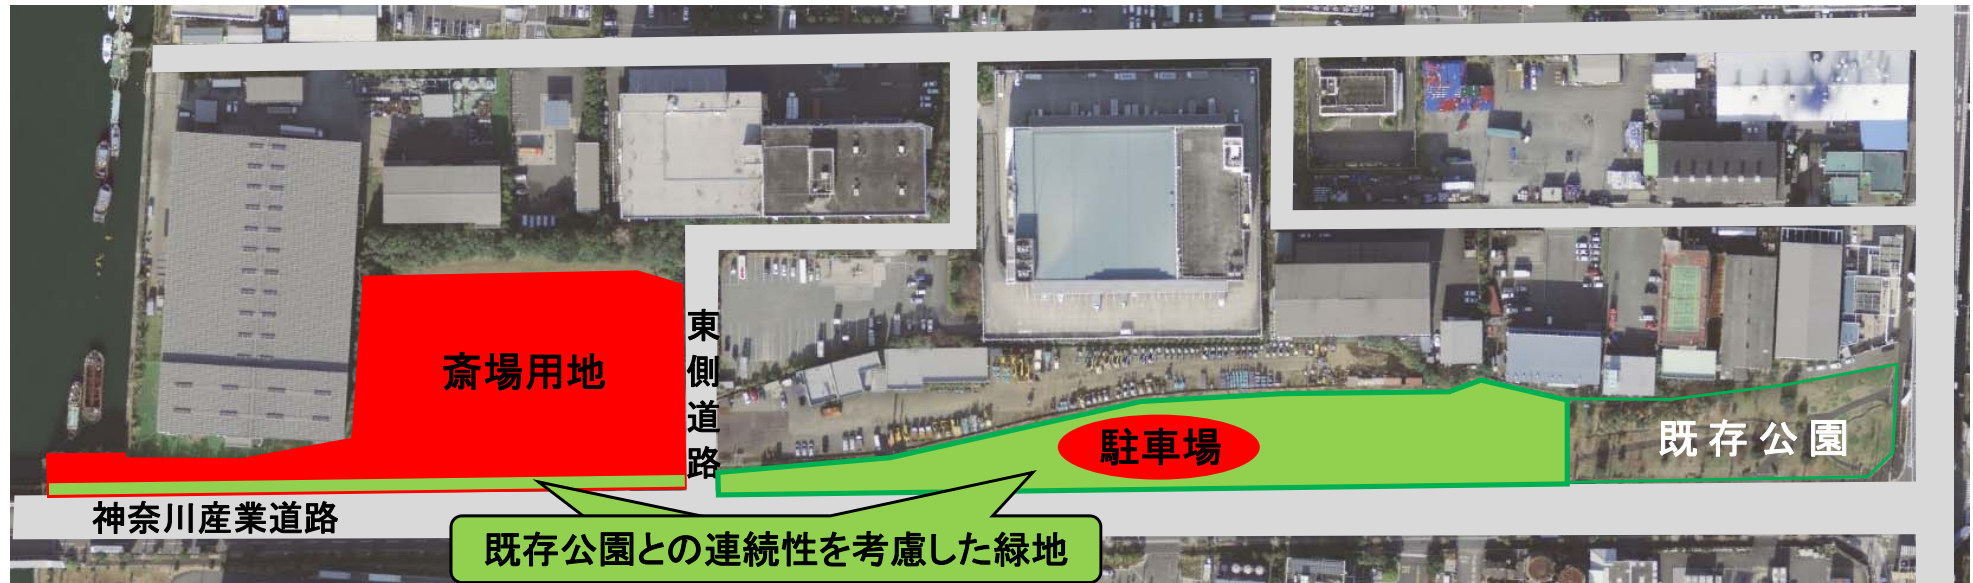 斎場用地
東側道路
駐車場
既存公園
神奈川産業道路
既存公園との連続性を考慮した緑地